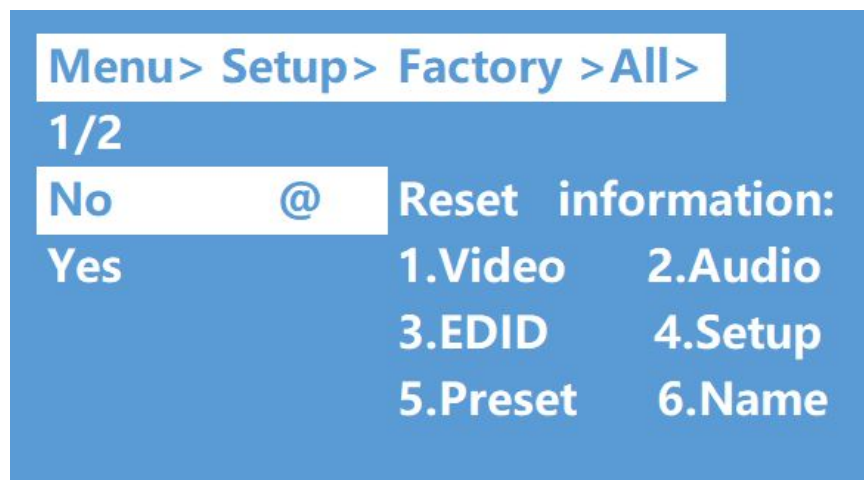 Menu> Setup> Factory >All>
1/2
No @ Reset information:
Yes 1.Video 2.Audio
3.EDID 4.Setup
5.Preset 6.Name